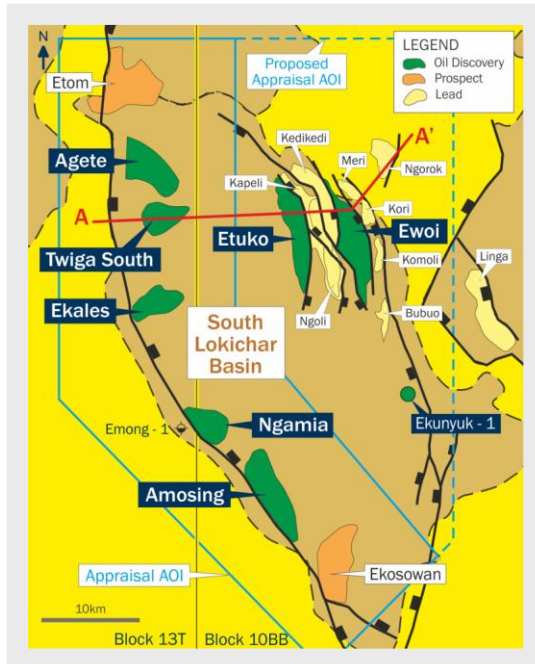 N
Etom
Proposed
Appraisal AOI
LEGEND
Oil Discovery
Prospect
Lead
Agete
Kedikedi
Meri
A'
Ngorok
Kapeli
A
Kori
Twiga South
Etuko
Ewoi
Komoli
Linga
Ekales
Ngoli
Bubuo
South
Lokichar
Basin
Emong - 1
Ngamia
Ekunyuk - 1
Amosing
Appraisal AOI
Ekosowan
10km
Block 13T
Block 10BB